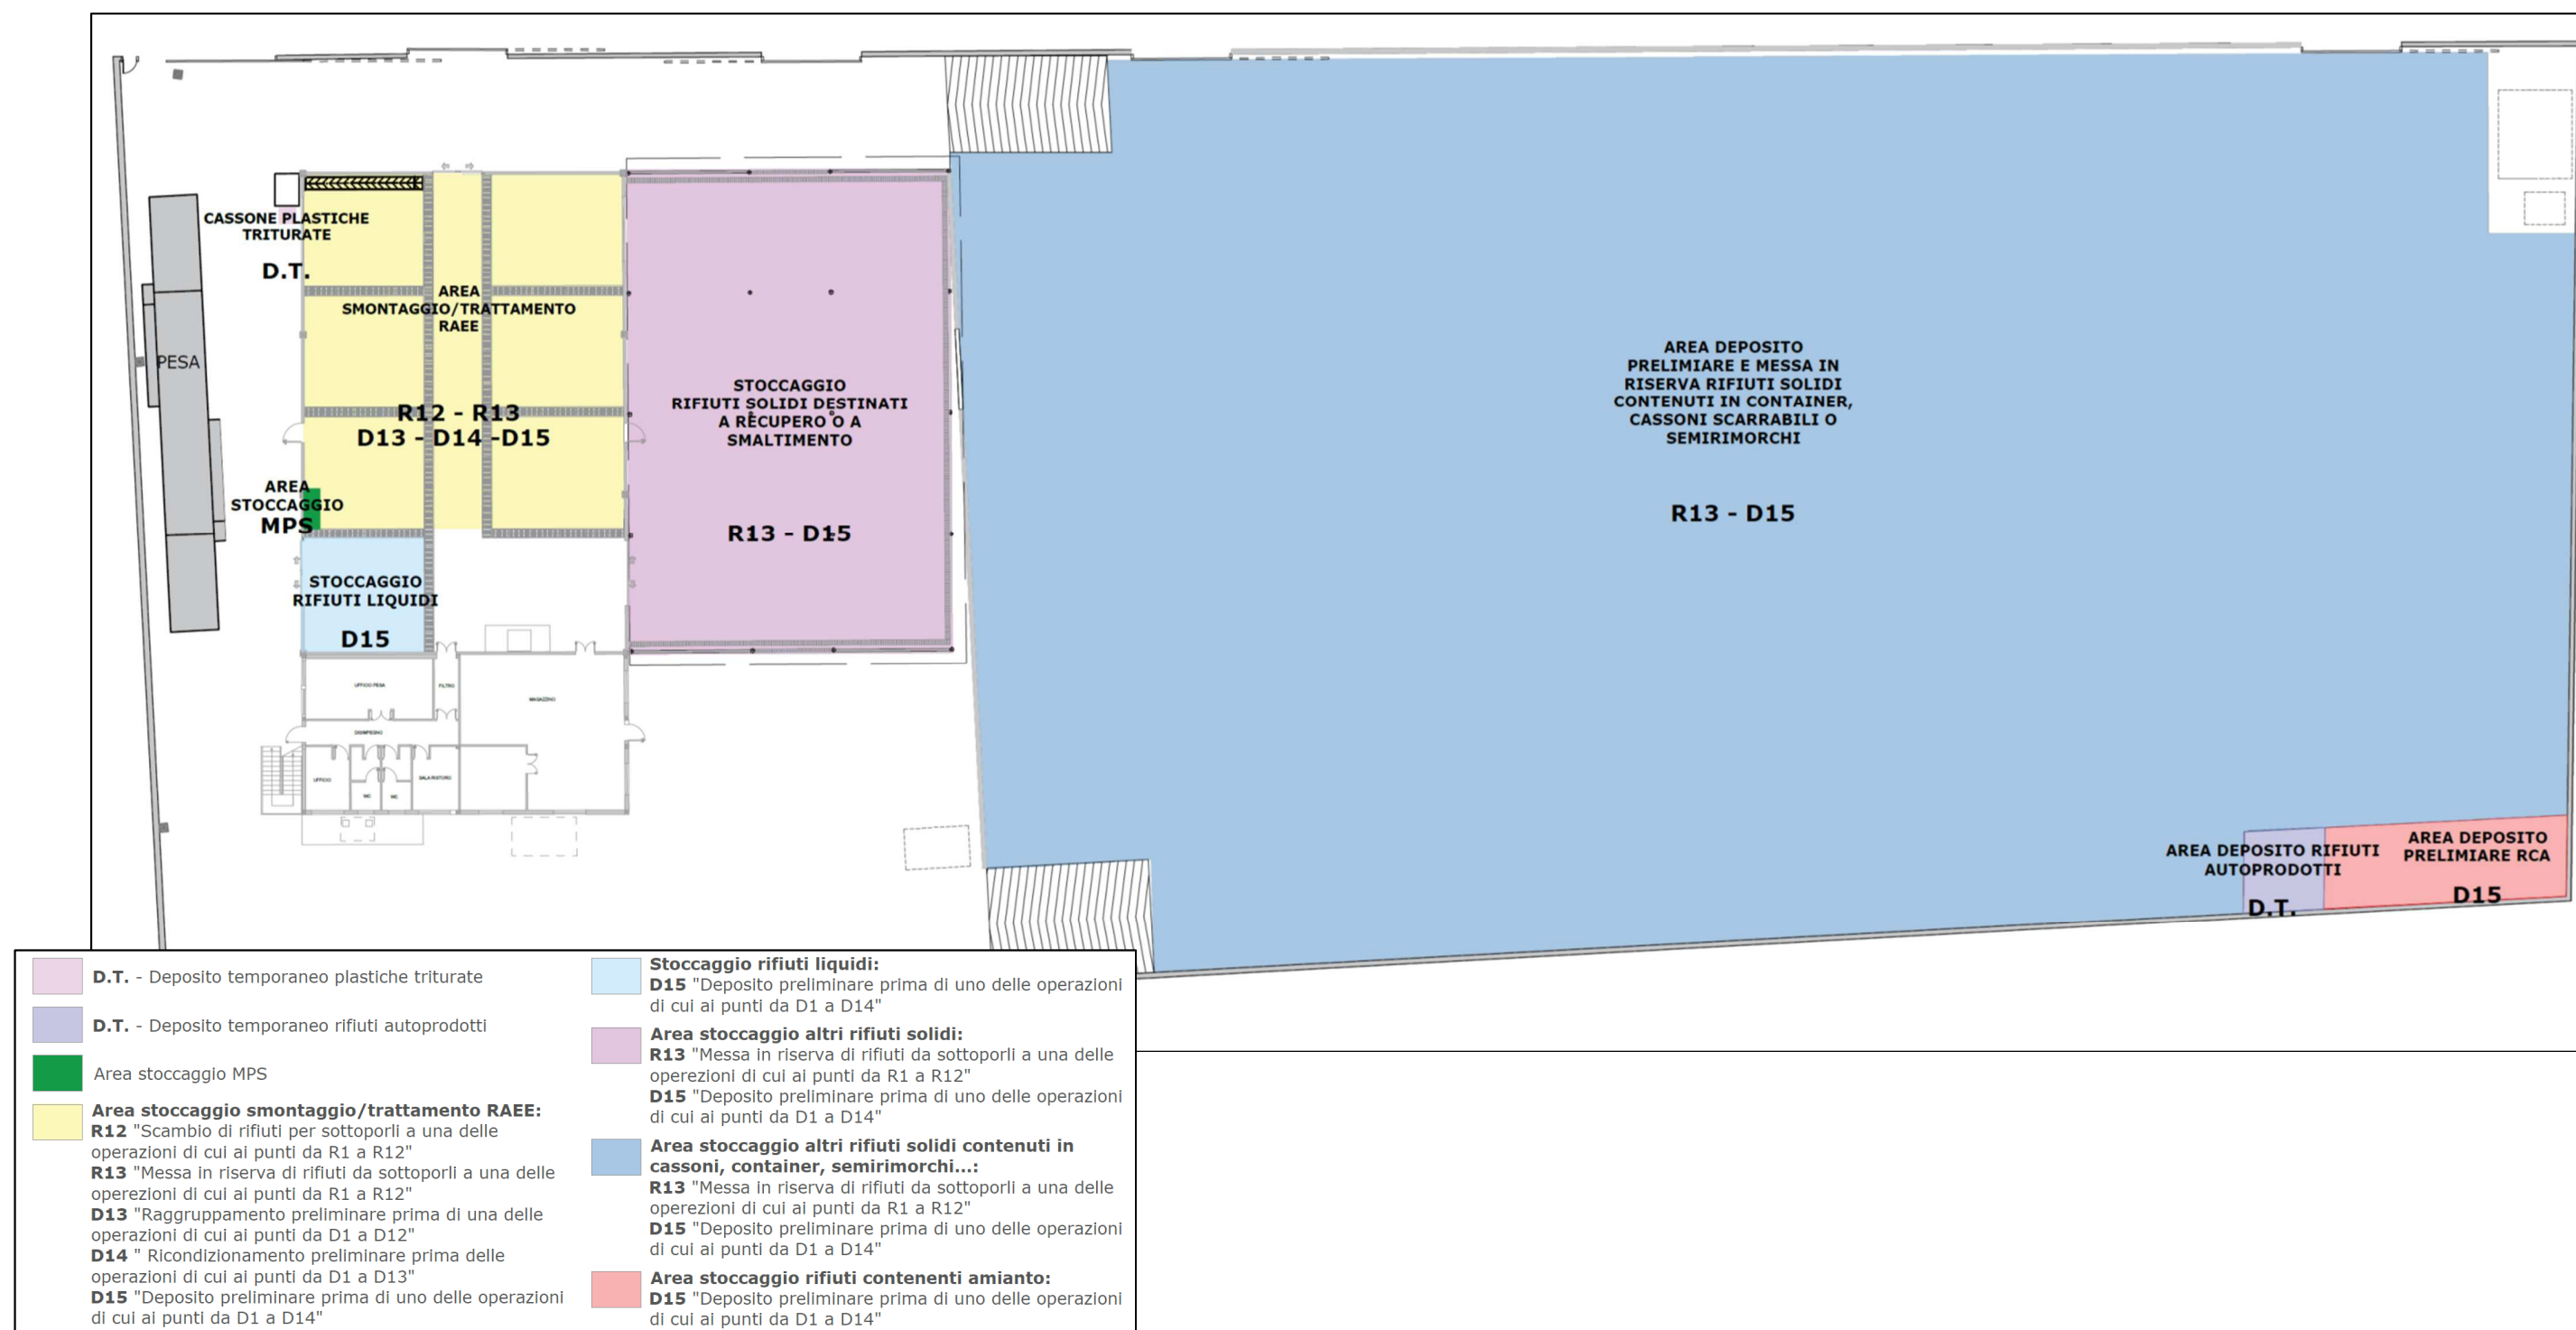 CASSONE PLASTICHE
TRITURATE
D.T.
AREA
SMONTAGGIO/TRATTAMENTO
RAEE
PESA
R12 - R13
D13 - D14 -D15
AREA
STOCCAGGIO
MPS
STOCCAGGIO
RIFIUTI LIQUIDI
D15
STOCCAGGIO
RIFIUTI SOLIDI DESTINATI
A RECUPERO O A
SMALTIMENTO
R13 - D15
AREA DEPOSITO
PRELIMIARE E MESSA IN
RISERVA RIFIUTI SOLIDI
CONTENUTI IN CONTAINER,
CASSONI SCARRABILI O
SEMIRIMORCHI
R13 - D15
UFFICIO PESA
FILTRO
MAGAZZINO
DISIMPEGNO
UFFICIO
WC
WC
SALA RISTORO
AREA DEPOSITO RIFIUTI
AUTOPRODOTTI
D.T.
AREA DEPOSITO
PRELIMIARE RCA
D15
D.T. - Deposito temporaneo plastiche triturate
D.T. - Deposito temporaneo rifiuti autoprodotti
Area stoccaggio MPS
Area stoccaggio smontaggio/trattamento RAEE:
R12 "Scambio di rifiuti per sottoporli a una delle
operazioni di cui ai punti da R1 a R12"
R13 "Messa in riserva di rifiuti da sottoporli a una delle
operezioni di cui ai punti da R1 a R12"
D13 "Raggruppamento preliminare prima di una delle
operazioni di cui ai punti da D1 a D12"
D14 " Ricondizionamento preliminare prima delle
operazioni di cui ai punti da D1 a D13"
D15 "Deposito preliminare prima di uno delle operazioni
di cui ai punti da D1 a D14"
Stoccaggio rifiuti liquidi:
D15 "Deposito preliminare prima di uno delle operazioni
di cui ai punti da D1 a D14"
Area stoccaggio altri rifiuti solidi:
R13 "Messa in riserva di rifiuti da sottoporli a una delle
operezioni di cui ai punti da R1 a R12"
D15 "Deposito preliminare prima di uno delle operazioni
di cui ai punti da D1 a D14"
Area stoccaggio altri rifiuti solidi contenuti in
cassoni, container, semirimorchi...:
R13 "Messa in riserva di rifiuti da sottoporli a una delle
operezioni di cui ai punti da R1 a R12"
D15 "Deposito preliminare prima di uno delle operazioni
di cui ai punti da D1 a D14"
Area stoccaggio rifiuti contenenti amianto:
D15 "Deposito preliminare prima di uno delle operazioni
di cui ai punti da D1 a D14"